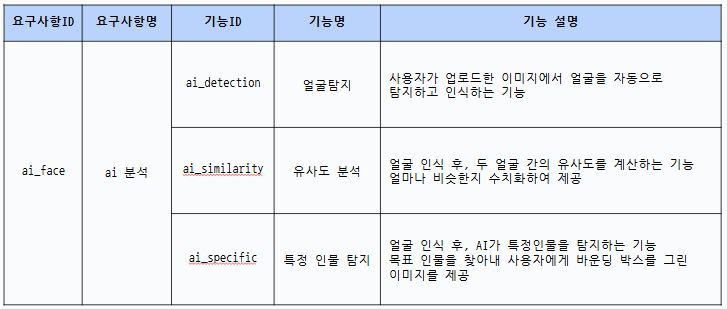 요구사항ID 요구사항명 기능ID 기능명 기능 설명
ai_face ai 분석
ai_detection 얼굴탐지
사용자가 업로드한 이미지에서 얼굴을 자동으로
탐지하고 인식하는 기능
ai_similarity 유사도 분석
얼굴 인식 후, 두 얼굴 간의 유사도를 계산하는 기능
얼마나 비슷한지 수치화하여 제공
ai_specific 특정 인물 탐지
얼굴 인식 후, AI가 특정인물을 탐지하는 기능
목표 인물을 찾아내 사용자에게 바운딩 박스를 그린
이미지를 제공